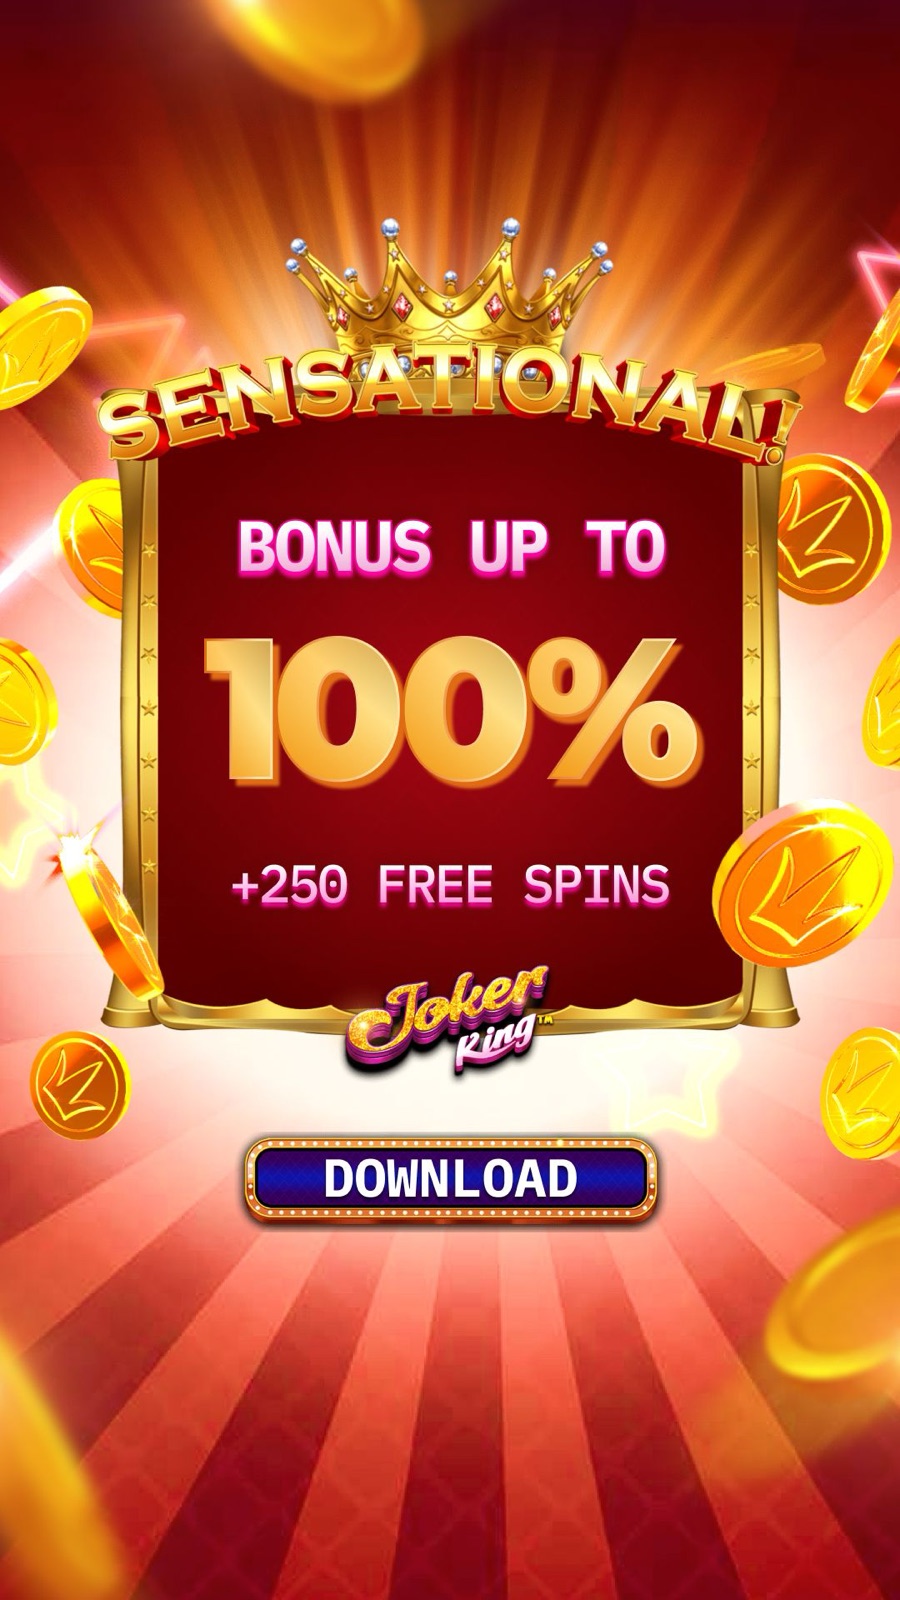 SENSATIONAL!
BONUS UP TO
100%
+250 FREE SPINS
Joker
King™
DOWNLOAD